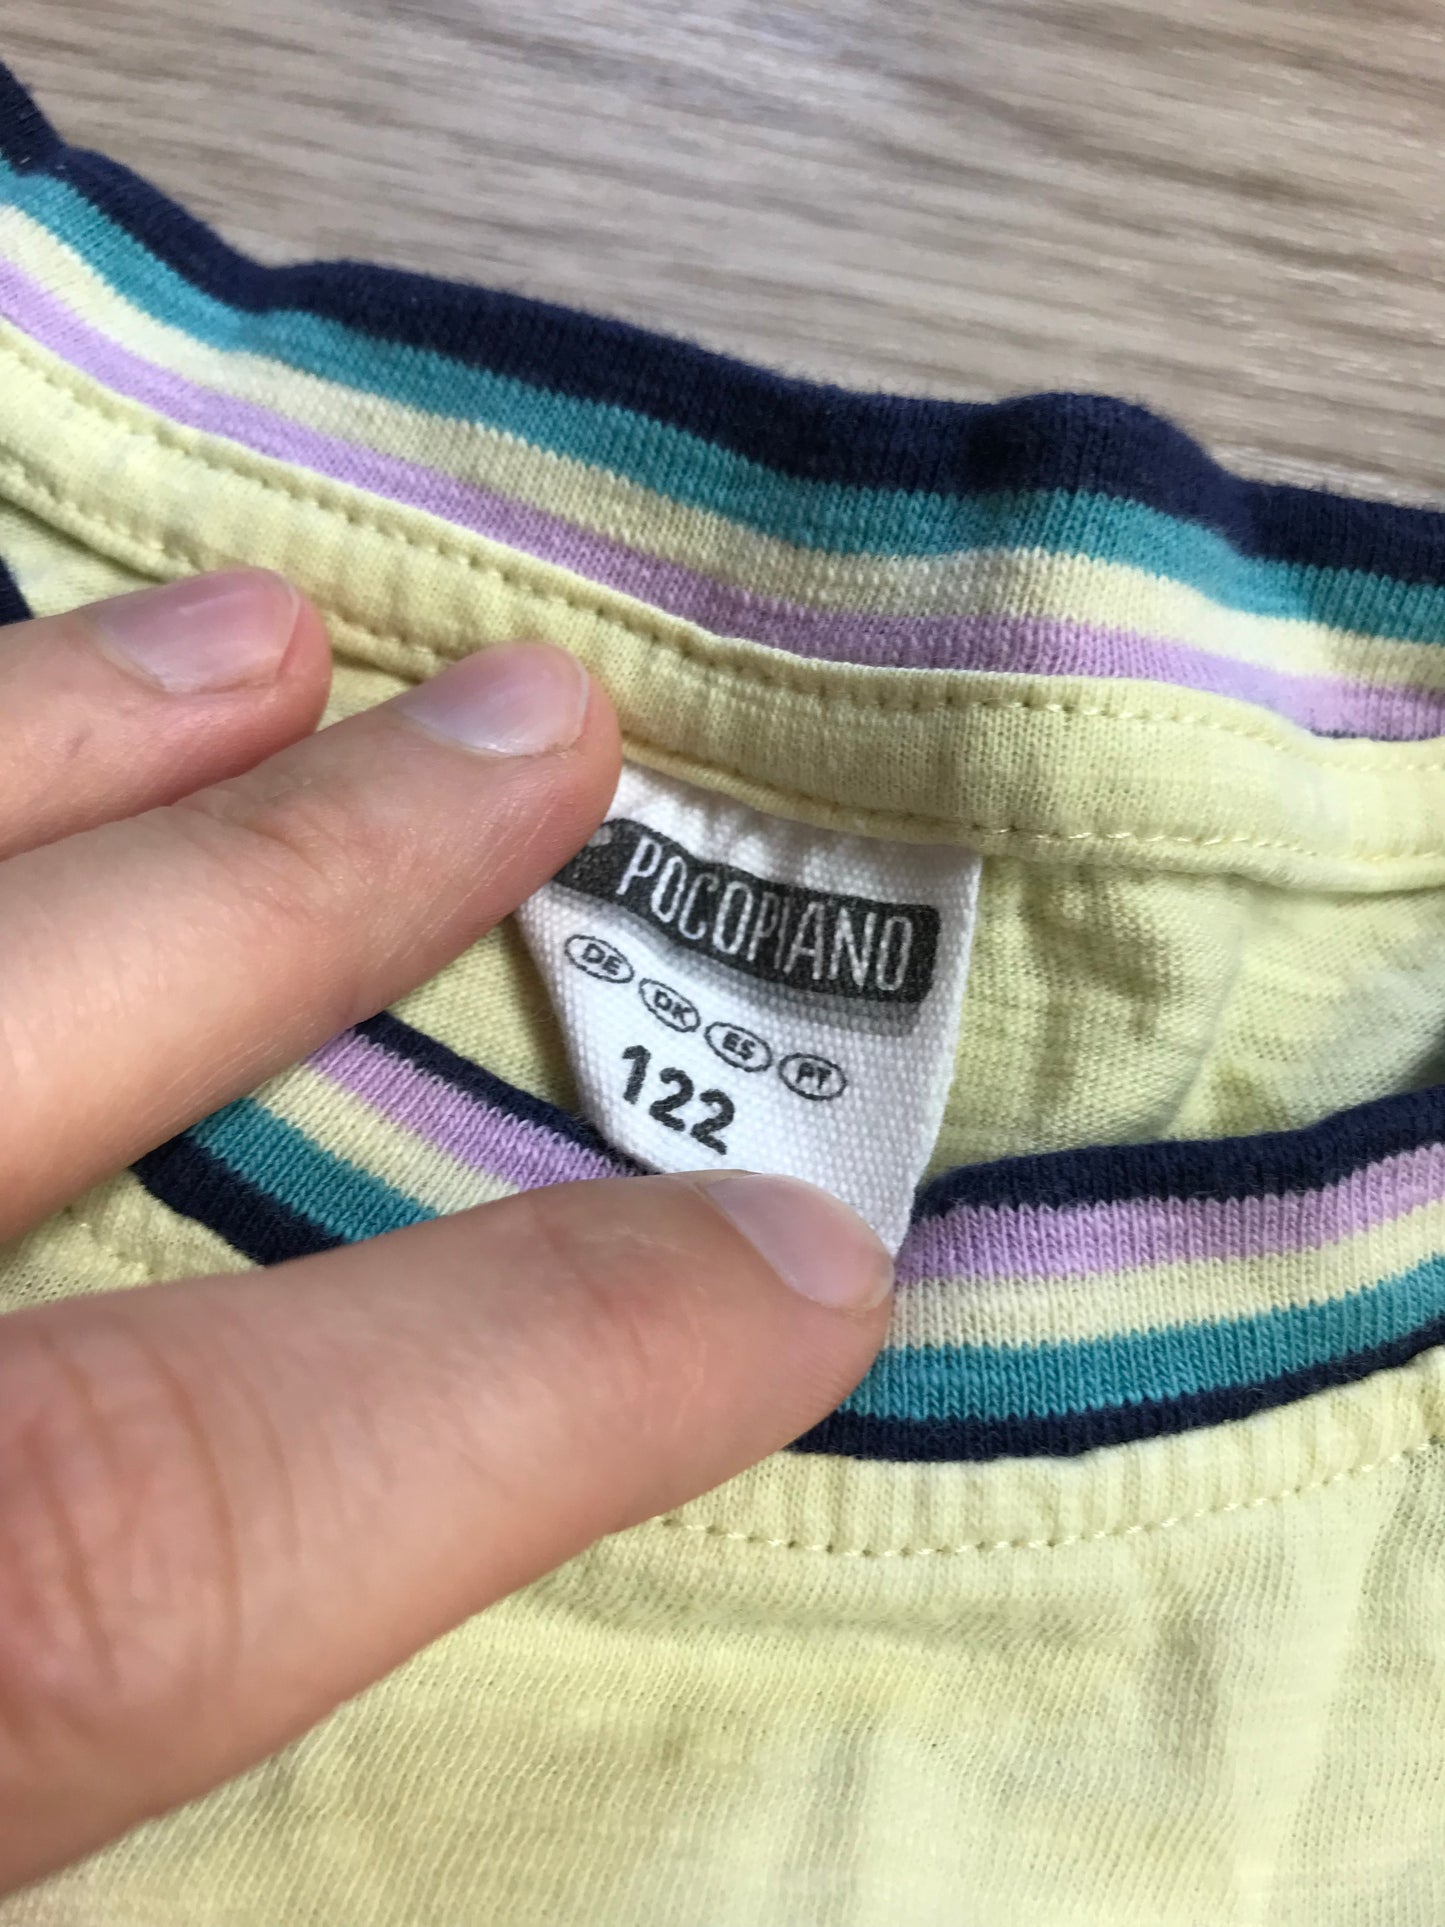 POCOPIANO
DE DK ES PT
122